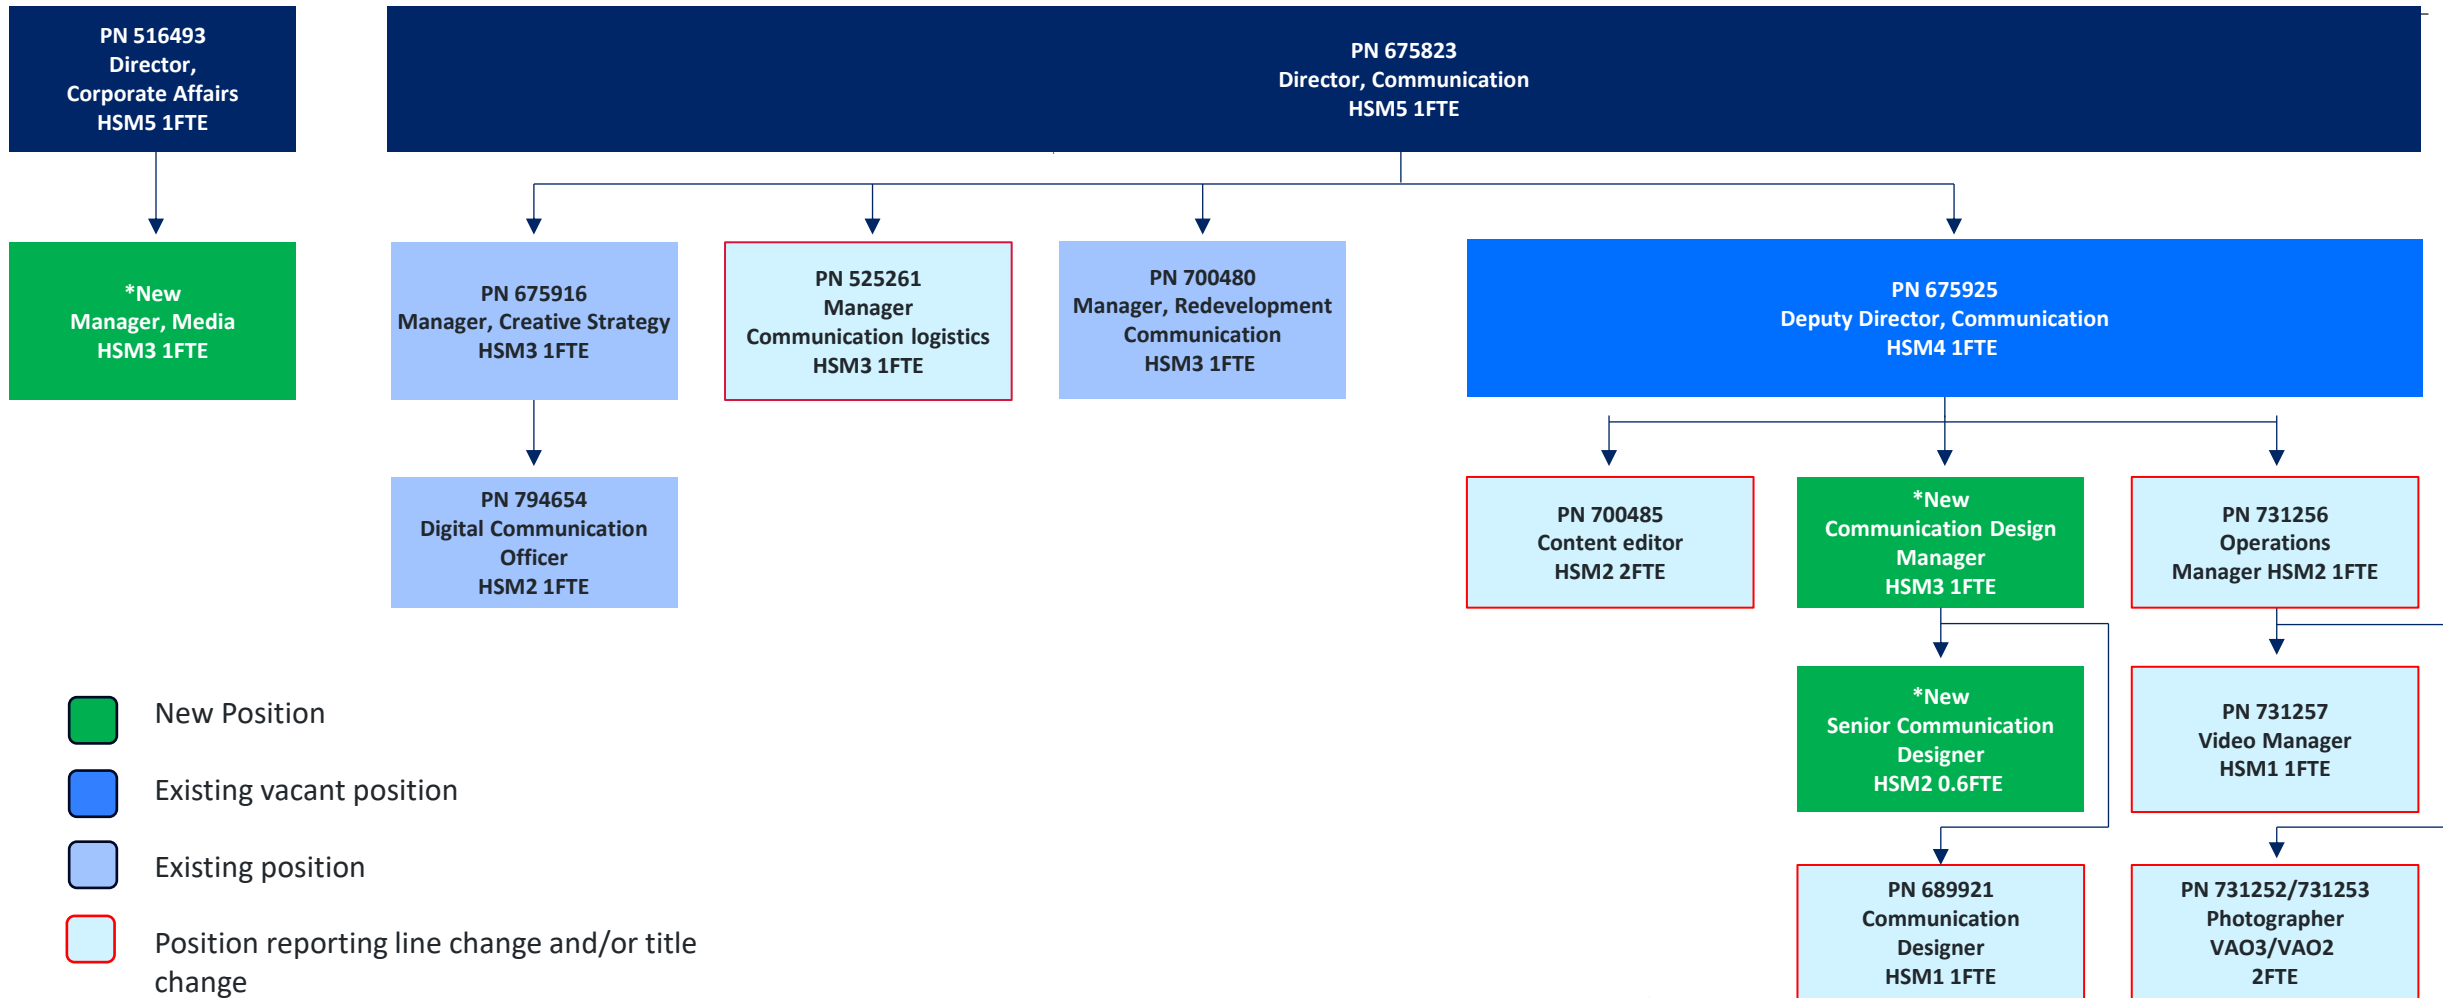 PN 516493
Director,
Corporate Affairs
HSM5 1FTE
PN 675823
Director, Communication
HSM5 1FTE
*New
Manager, Media
HSM3 1FTE
PN 675916
Manager, Creative Strategy
HSM3 1FTE
PN 525261
Manager
Communication logistics
HSM3 1FTE
PN 700480
Manager, Redevelopment
Communication
HSM3 1FTE
PN 675925
Deputy Director, Communication
HSM4 1FTE
PN 794654
Digital Communication
Officer
HSM2 1FTE
PN 700485
Content editor
HSM2 2FTE
*New
Communication Design
Manager
HSM3 1FTE
PN 731256
Operations
Manager HSM2 1FTE
*New
Senior Communication
Designer
HSM2 0.6FTE
PN 731257
Video Manager
HSM1 1FTE
PN 689921
Communication
Designer
HSM1 1FTE
PN 731252/731253
Photographer
VAO3/VAO2
2FTE
New Position
Existing vacant position
Existing position
Position reporting line change and/or title
change